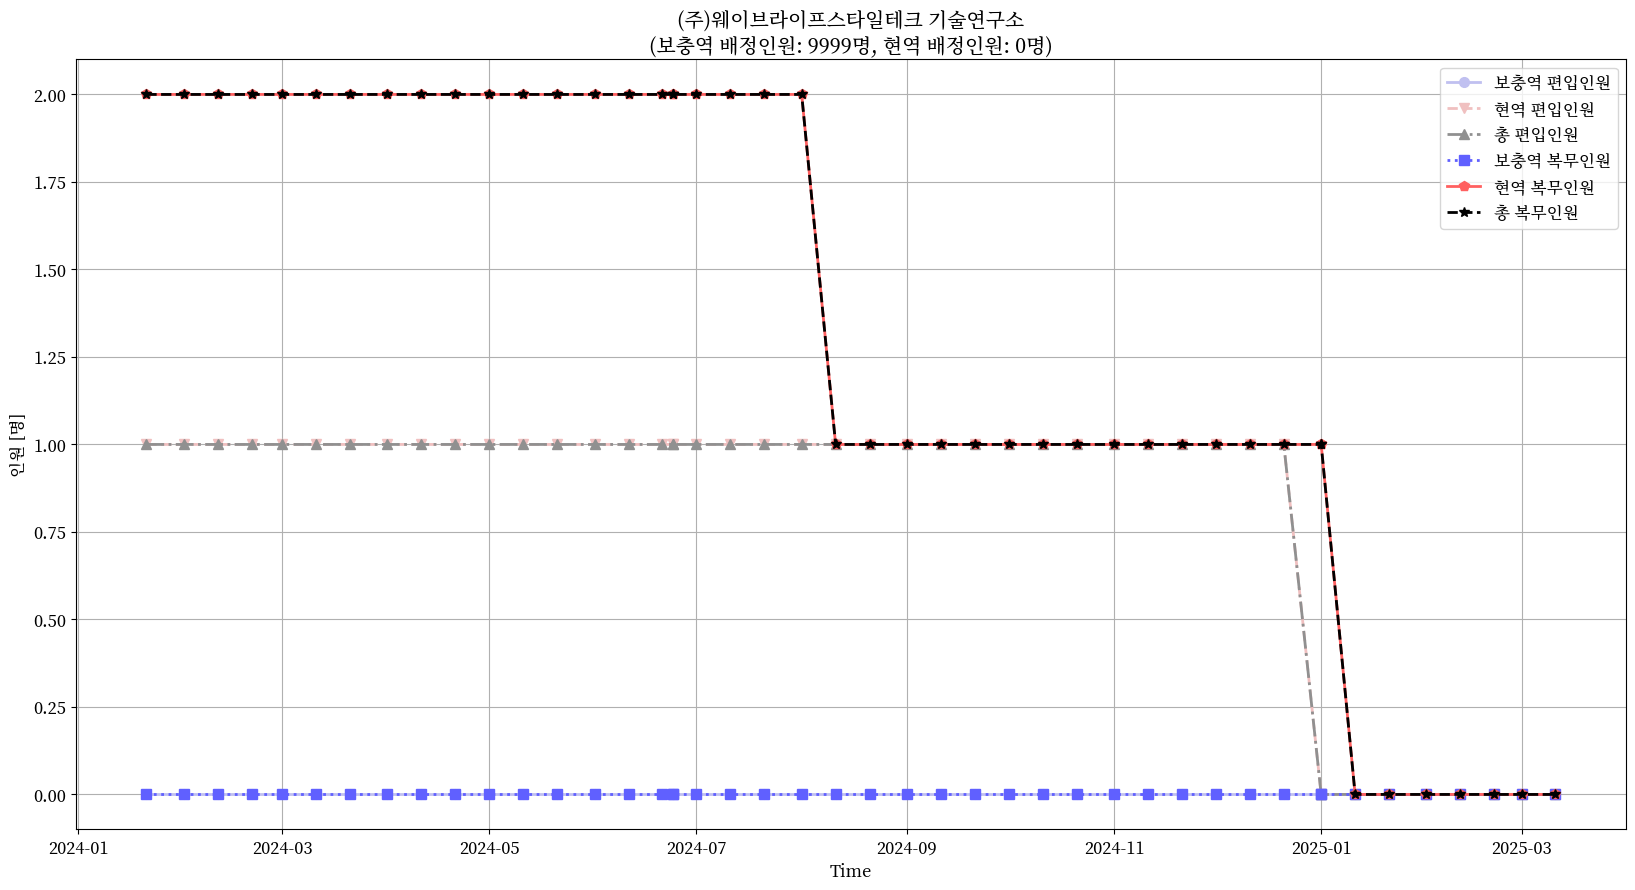 (주)웨이브라이프스타일테크 기술연구소
(보충역 배정인원: 9999명, 현역 배정인원: 0명)
보충역 편입인원
현역 편입인원
총 편입인원
보충역 복무인원
현역 복무인원
총 복무인원
2.00
1.75
1.50
1.25
1.00
0.75
0.50
0.25
0.00
인원 [명]
2024-01
2024-03
2024-05
2024-07
2024-09
2024-11
2025-01
2025-03
Time